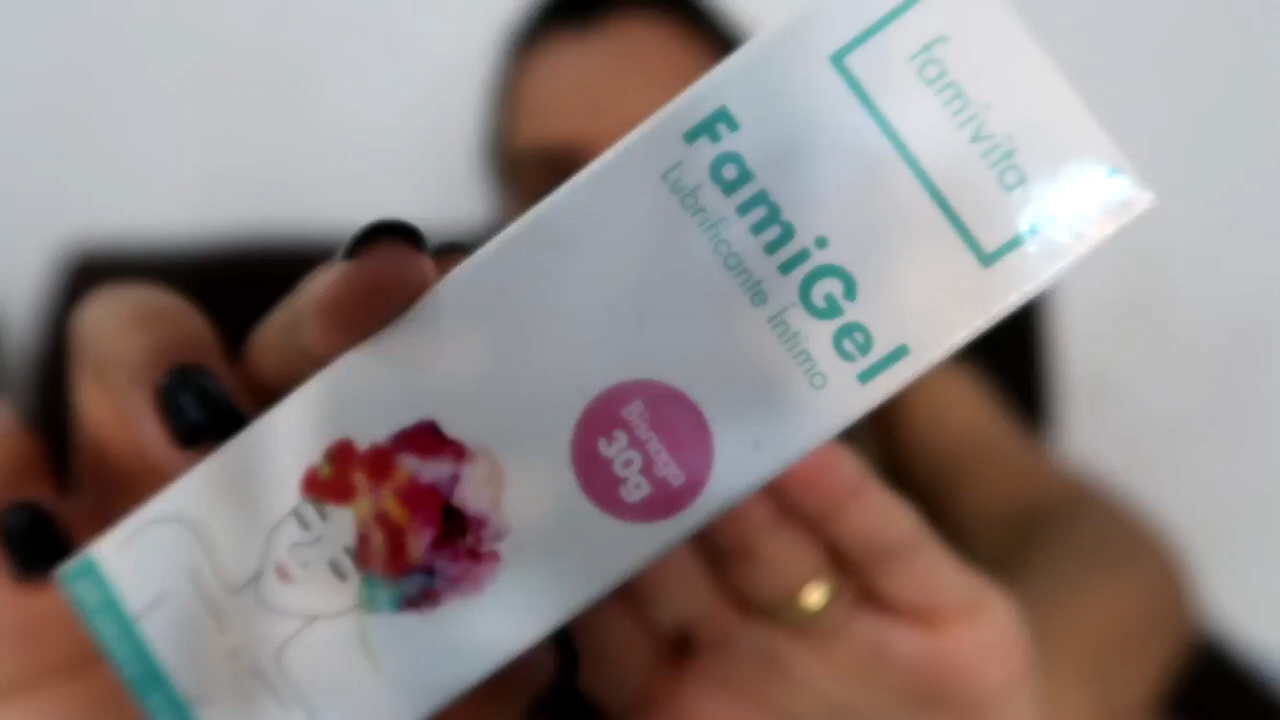 famivita
FamiGel
Lubrificante Íntimo
Bisnaga
30g